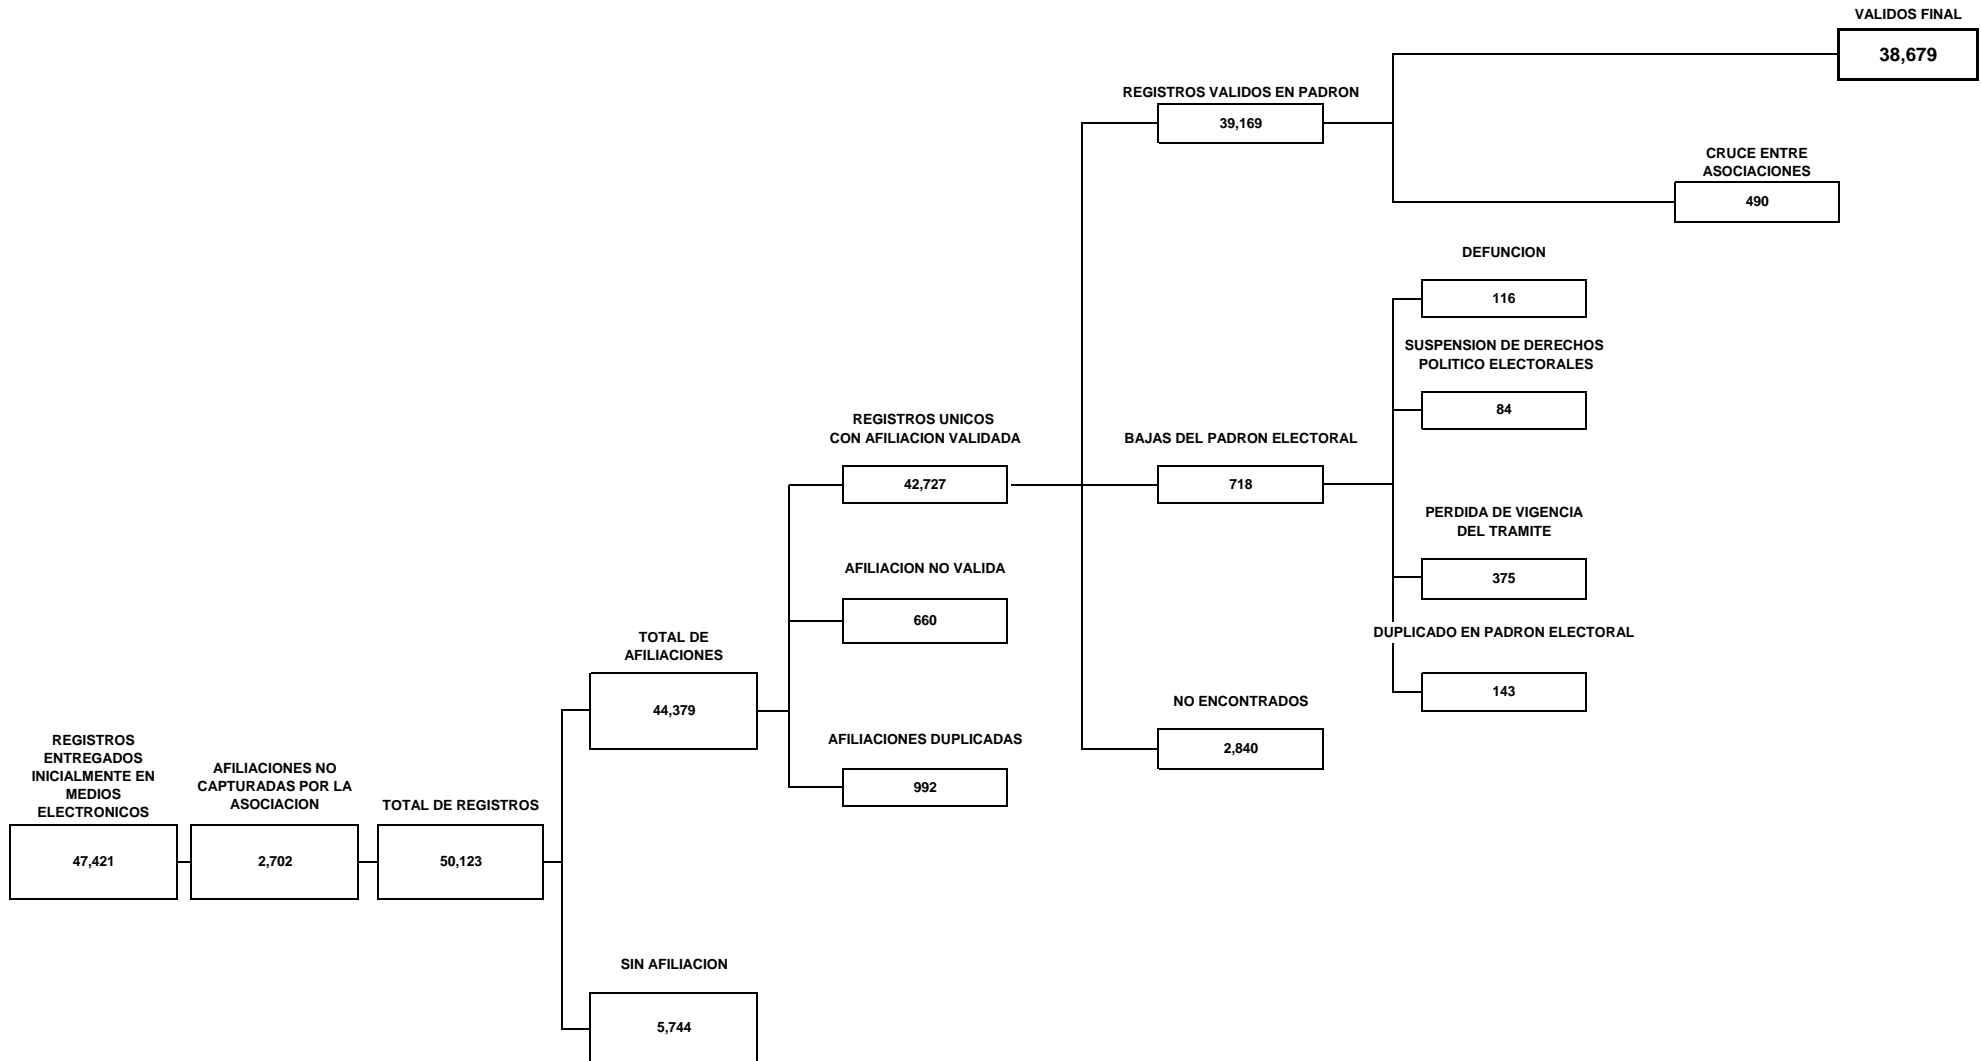 VALIDOS FINAL
38,679
REGISTROS VALIDOS EN PADRON
39,169
CRUCE ENTRE
ASOCIACIONES
490
DEFUNCION
116
SUSPENSION DE DERECHOS
POLITICO ELECTORALES
84
REGISTROS UNICOS
CON AFILIACION VALIDADA
42,727
BAJAS DEL PADRON ELECTORAL
718
PERDIDA DE VIGENCIA
DEL TRAMITE
375
AFILIACION NO VALIDA
660
DUPLICADO EN PADRON ELECTORAL
143
TOTAL DE
AFILIACIONES
44,379
NO ENCONTRADOS
2,840
AFILIACIONES DUPLICADAS
992
REGISTROS
ENTREGADOS
INICIALMENTE EN
MEDIOS
ELECTRONICOS
47,421
AFILIACIONES NO
CAPTURADAS POR LA
ASOCIACION
2,702
TOTAL DE REGISTROS
50,123
SIN AFILIACION
5,744